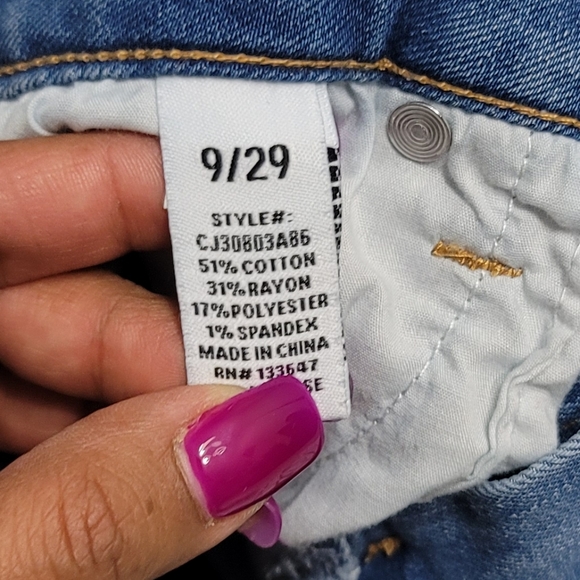 9/29
STYLE#:
CJ30803A86
51% COTTON
31% RAYON
17% POLYESTER
1% SPANDEX
MADE IN CHINA
RN# 133647